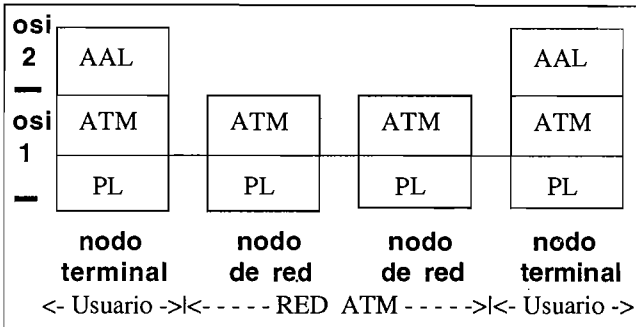 osi
2
AAL
AAL
osi
1
ATM
ATM
ATM
ATM
PL
PL
PL
PL
nodo terminal
nodo de red
nodo de red
nodo terminal
<- Usuario ->l<- - - - - RED ATM - - - - ->l<- Usuario ->